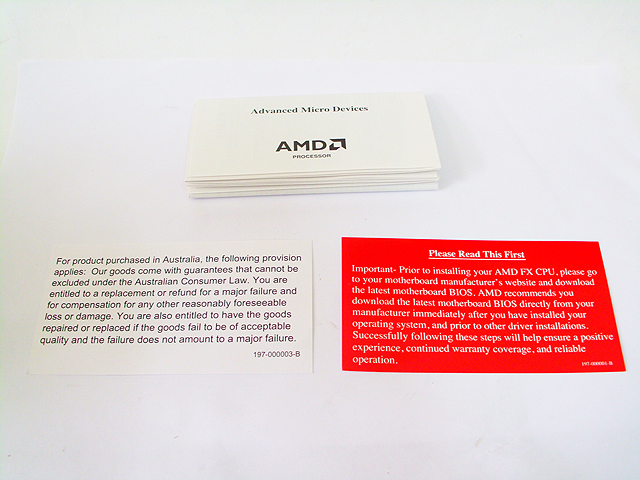 Advanced Micro Devices
AMD
PROCESSOR
For product purchased in Australia, the following provision
applies: Our goods come with guarantees that cannot be
excluded under the Australian Consumer Law. You are
entitled to a replacement or refund for a major failure and
for compensation for any other reasonably foreseeable
loss or damage. You are also entitled to have the goods
repaired or replaced if the goods fail to be of acceptable
quality and the failure does not amount to a major failure.
197-000003-B
Please Read This First
Important- Prior to installing your AMD FX CPU, please go
to your motherboard manufacturer's website and download
the latest motherboard BIOS. AMD recommends you
download the latest motherboard BIOS directly from your
manufacturer immediately after you have installed your
operating system, and prior to other driver installations.
Successfully following these steps will help ensure a positive
experience, continued warranty coverage, and reliable
operation.
197-000001-B